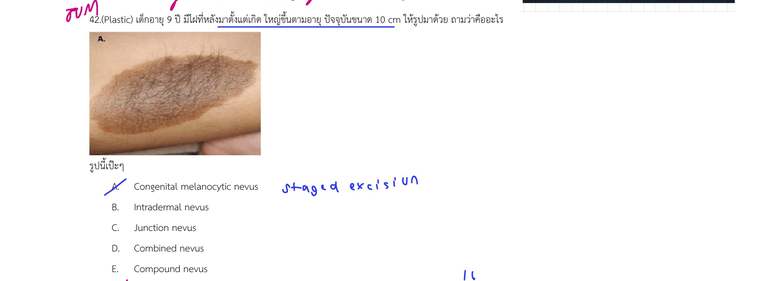 รวม
42.(Plastic) เด็กอายุ 9 ปี มีไฝที่หลังมาตั้งแต่เกิด ใหญ่ขึ้นตามอายุ ปัจจุบันขนาด 10 cm ให้รูปมาด้วย ถามว่าคืออะไร
A.
รูปนี้เป๊ะๆ
A. Congenital melanocytic nevus staged excision
B. Intradermal nevus
C. Junction nevus
D. Combined nevus
E. Compound nevus